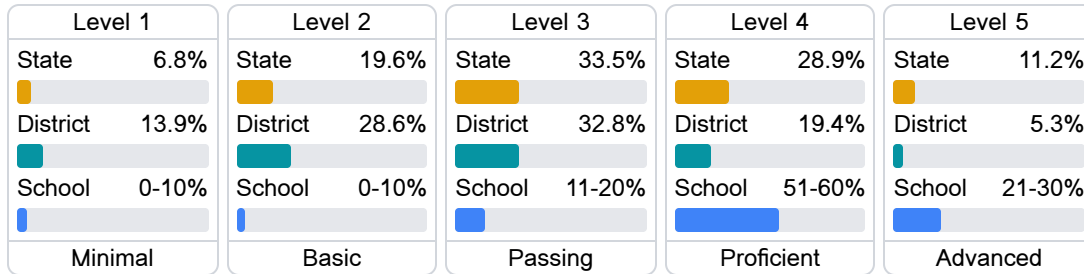 Level 1
State 6.8%
District 13.9%
School 0-10%
Minimal
Level 2
State 19.6%
District 28.6%
School 0-10%
Basic
Level 3
State 33.5%
District 32.8%
School 11-20%
Passing
Level 4
State 28.9%
District 19.4%
School 51-60%
Proficient
Level 5
State 11.2%
District 5.3%
School 21-30%
Advanced